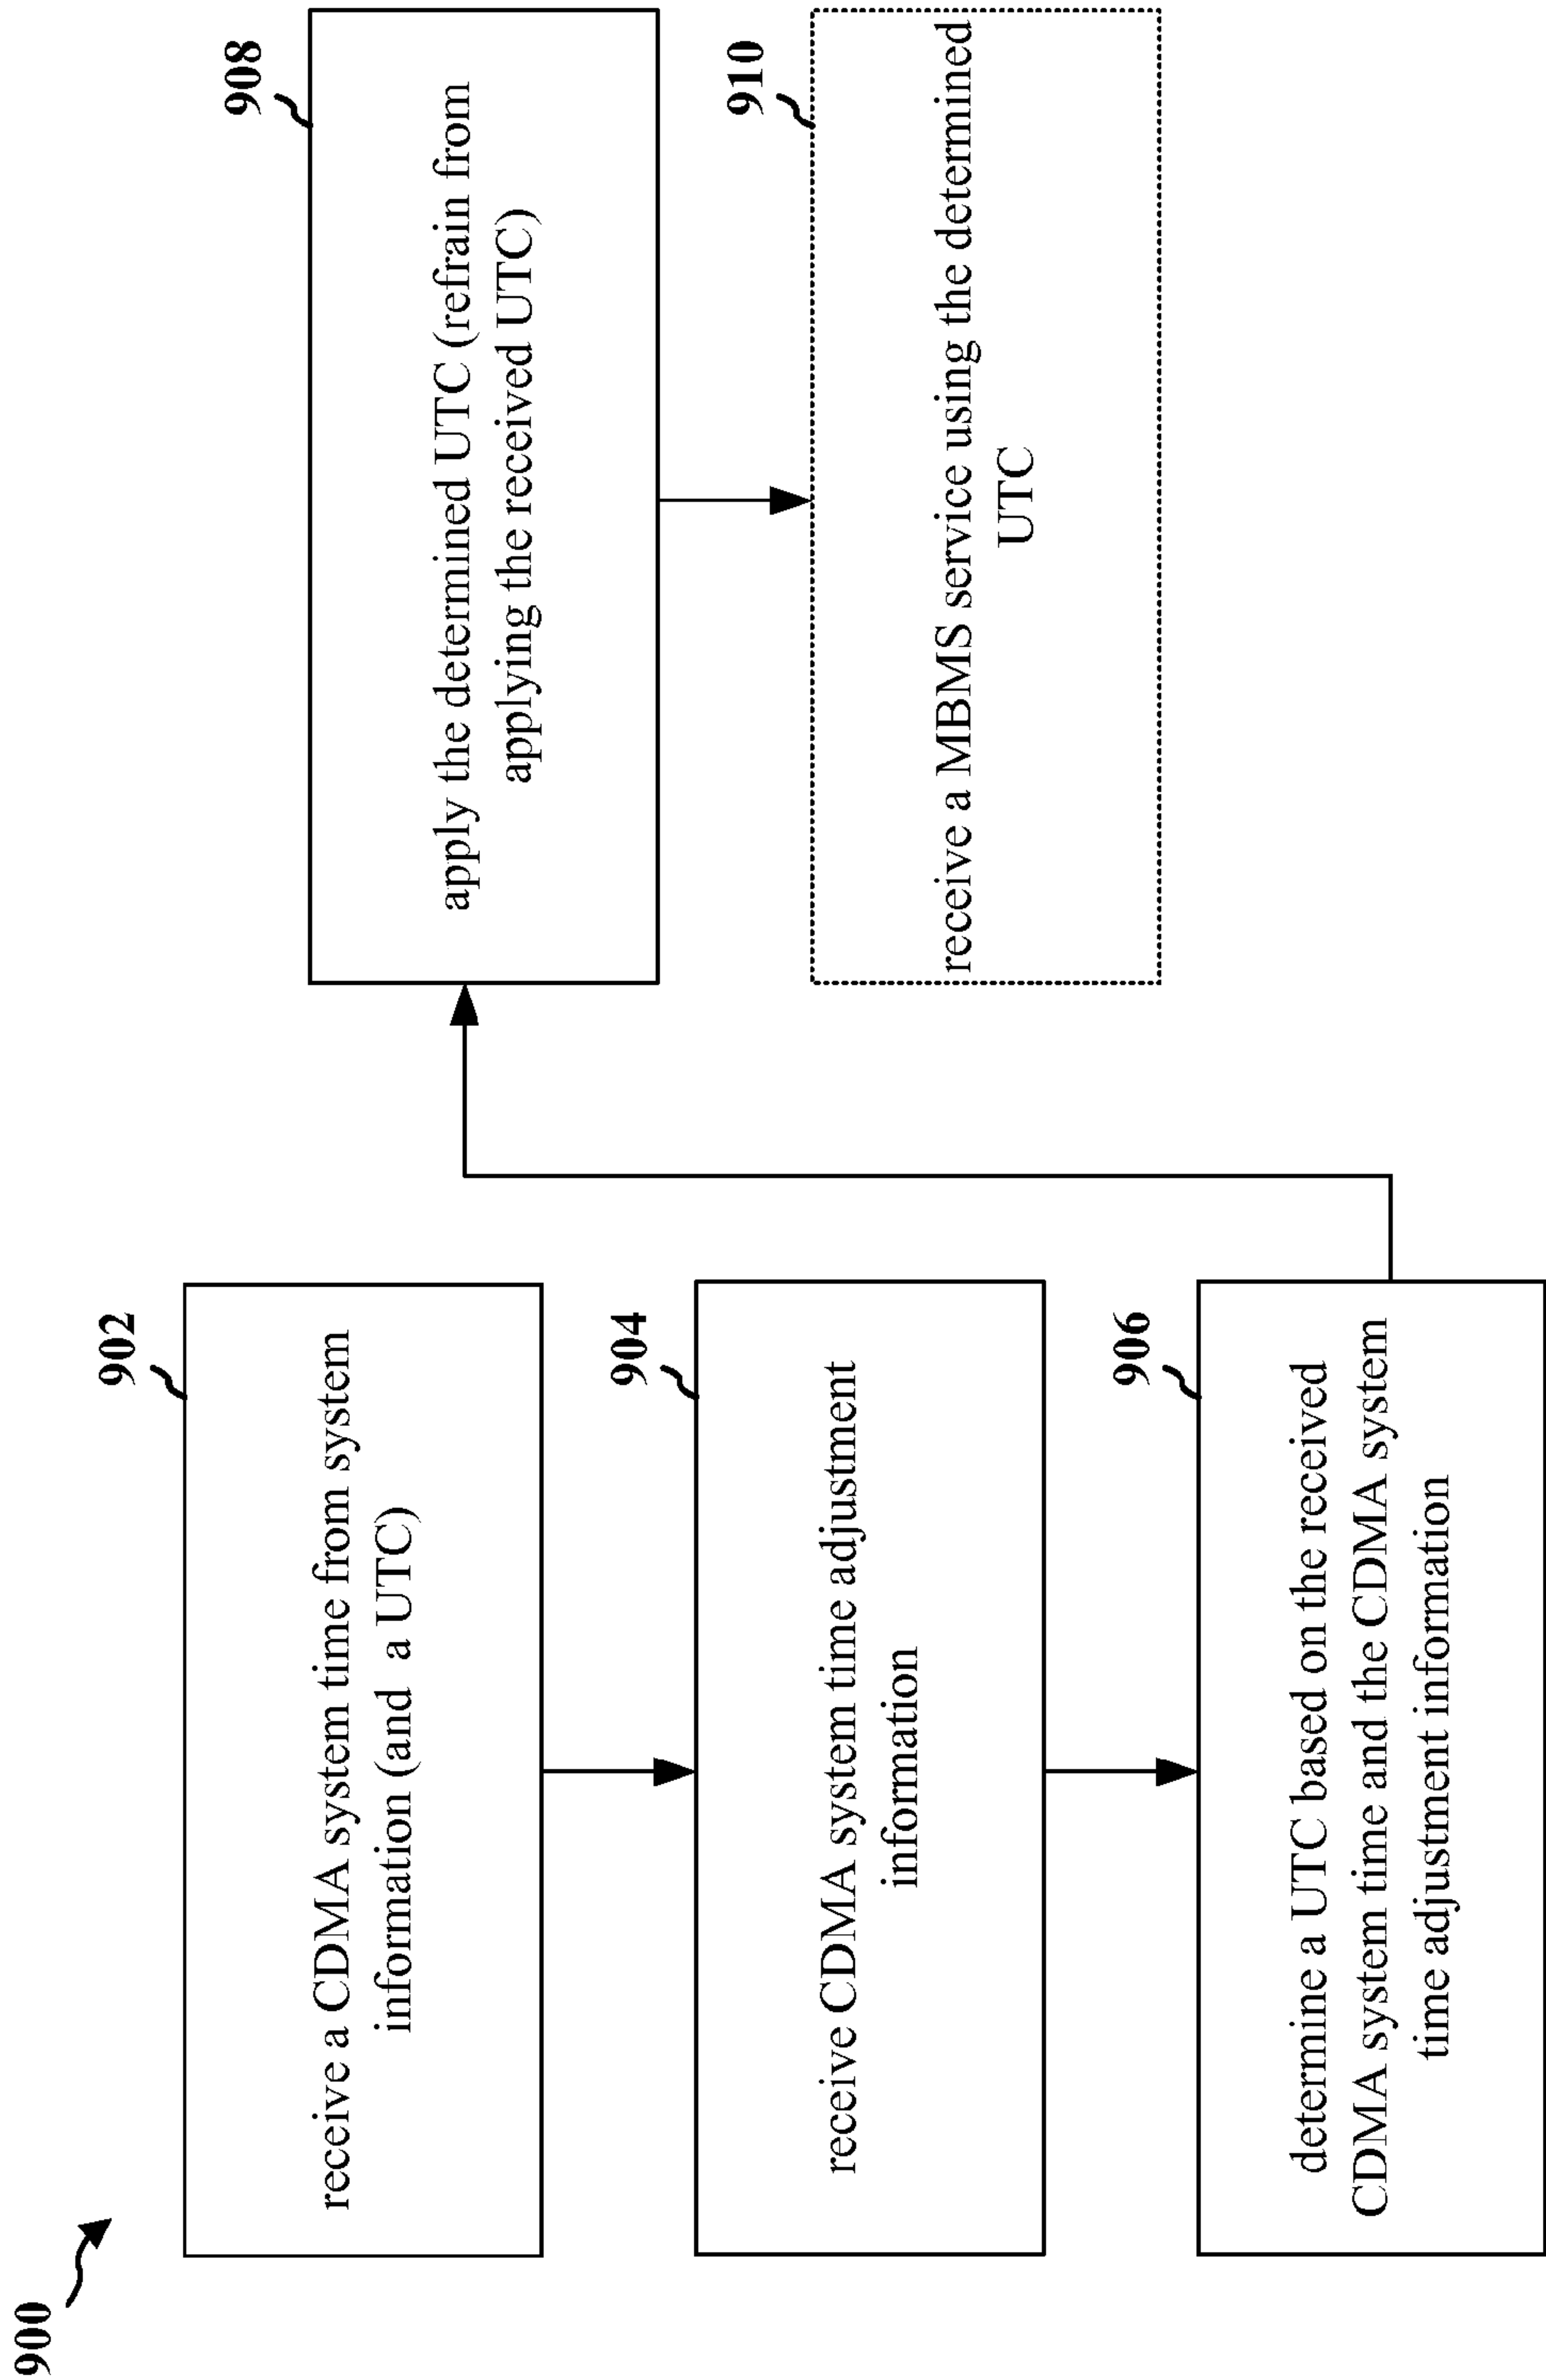 900
902
receive a CDMA system time from system
information (and a UTC)
904
receive CDMA system time adjustment
information
906
determine a UTC based on the received
CDMA system time and the CDMA system
time adjustment information
908
apply the determined UTC (refrain from
applying the received UTC)
910
receive a MBMS service using the determined
UTC